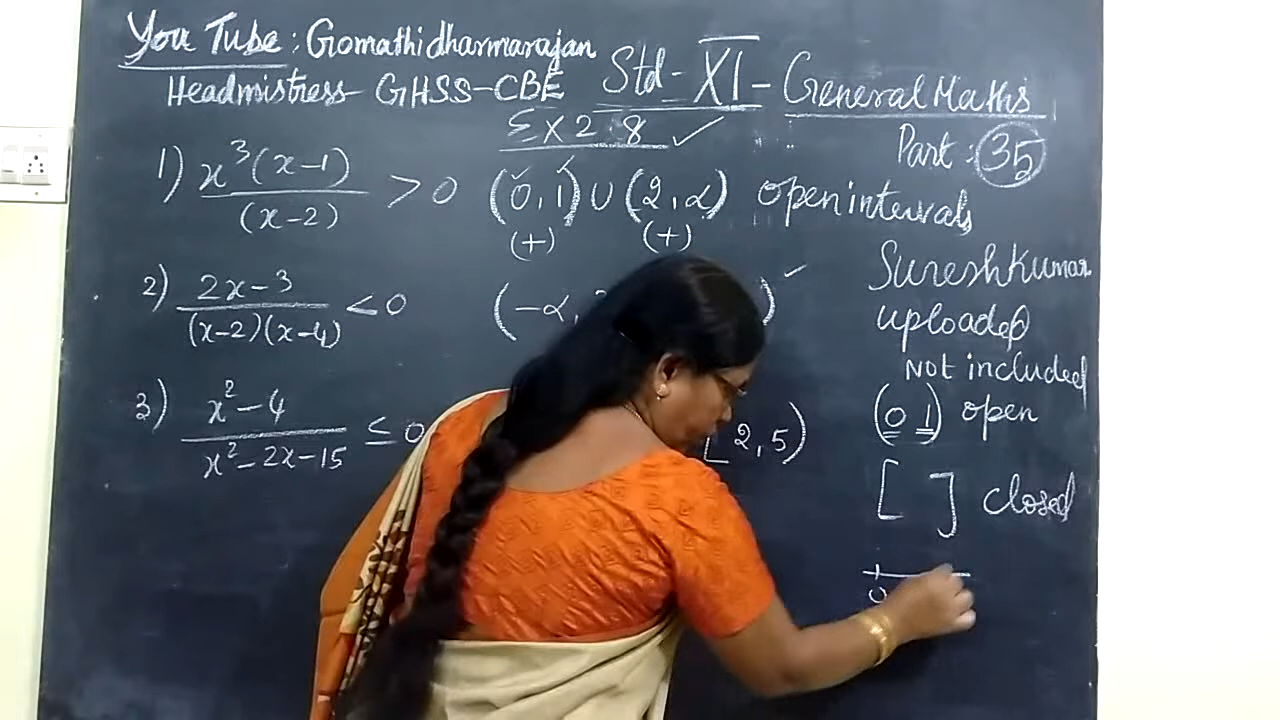 You Tube : Gomathidharmarajan
Headmistress GHSS-CBE
Std - XI - General Maths
Ex 2.8 ✓
Part : 35
1) x³(x-1) / (x-2) > 0 (0,1) ∪ (2,α) open intervals
(+) (+)
2) 2x-3 / (x-2)(x-4) < 0 (-α, ) ✓
3) x²-4 / x²-2x-15 ≤ 0 [2,5)
SureshKumar
uploaded
Not included
(0 1) open
[ ] closed
0